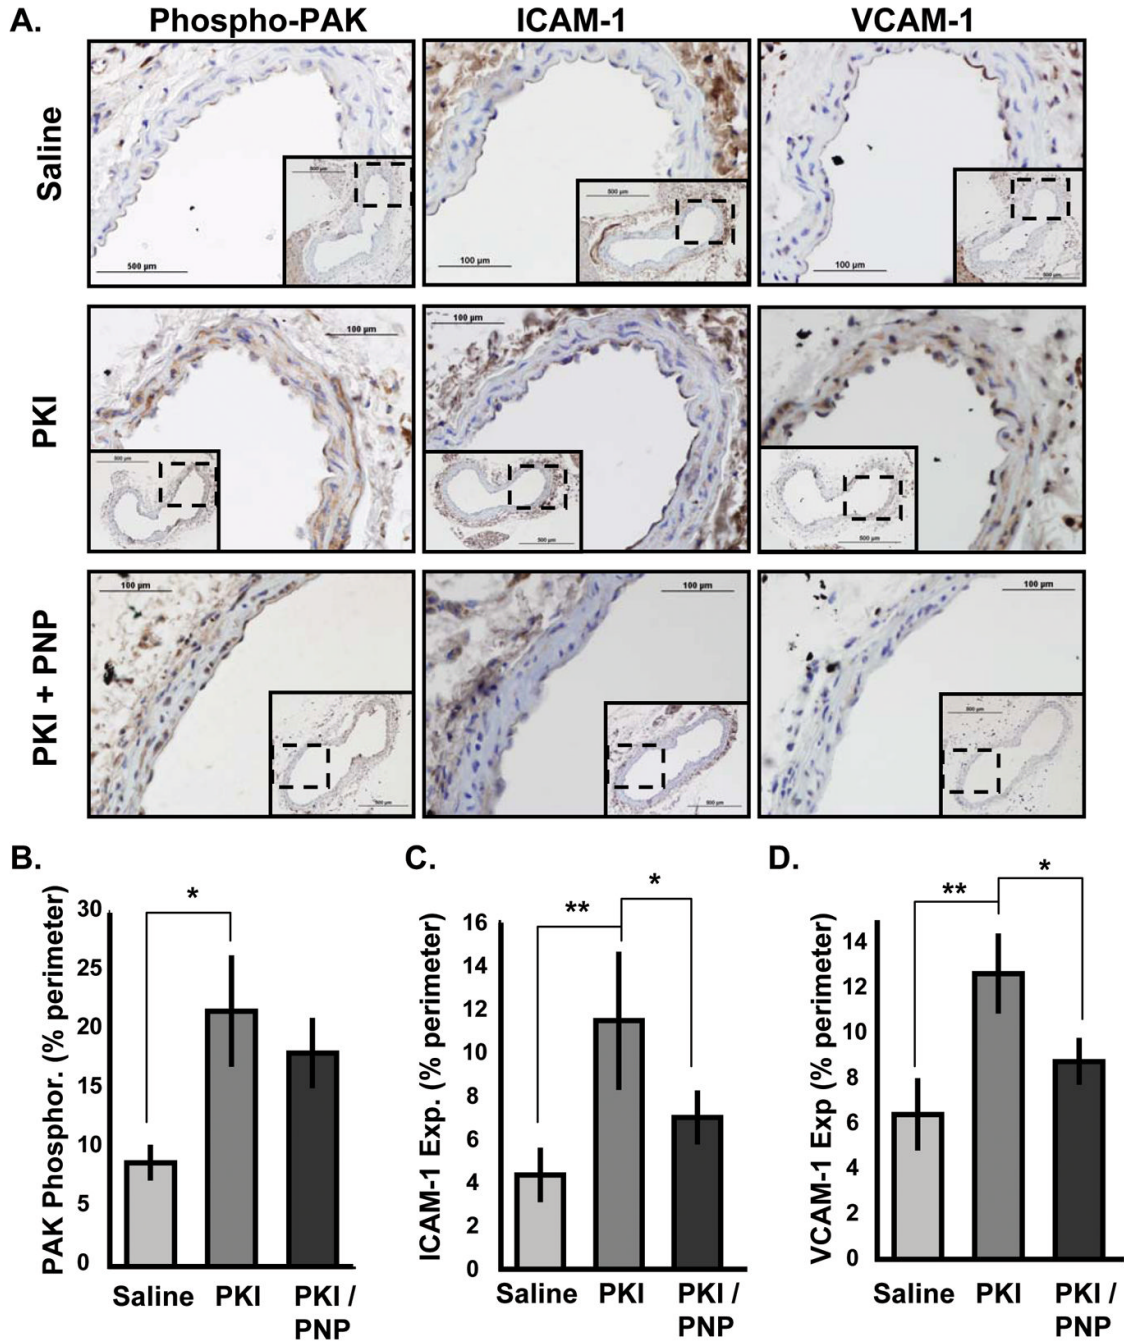 A.
Phospho-PAK ICAM-1 VCAM-1
Saline
500 µm
500 µm
100 µm
500 µm
100 µm
500 µm
PKI
100 µm
500 µm
100 µm
500 µm
500 µm
PKI + PNP
100 µm
500 µm
100 µm
500 µm
100 µm
500 µm
B.
PAK Phosphor. (% perimeter)
30
25
20
15
10
5
0
*
Saline PKI PKI /
PNP
C.
ICAM-1 Exp. (% perimeter)
16
14
12
10
8
6
4
2
0
**
*
Saline PKI PKI /
PNP
D.
VCAM-1 Exp (% perimeter)
14
12
10
8
6
4
2
0
**
*
Saline PKI PKI /
PNP